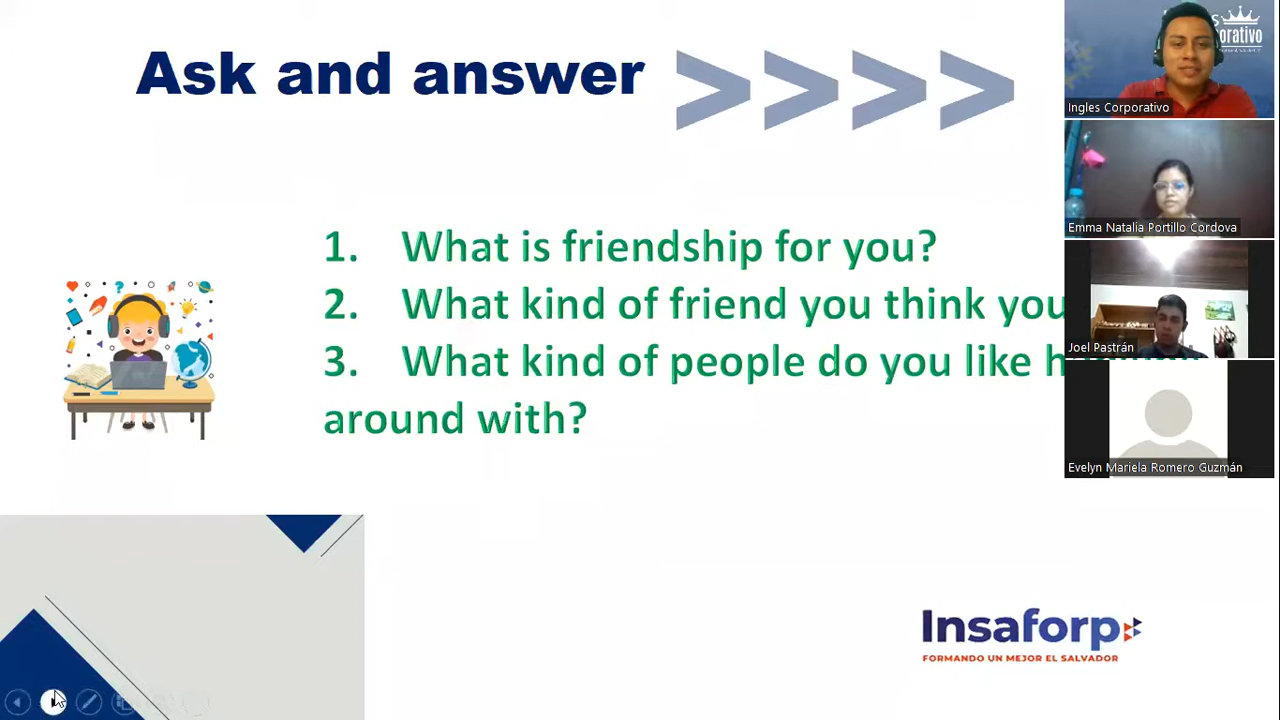 Ask and answer
1. What is friendship for you?
2. What kind of friend you think you
3. What kind of people do you like
around with?
Insaforp
FORMANDO UN MEJOR EL SALVADOR
orativo
Ingles Corporativo
Emma Natalia Portillo Cordova
Joel Pastrán
Evelyn Mariela Romero Guzmán